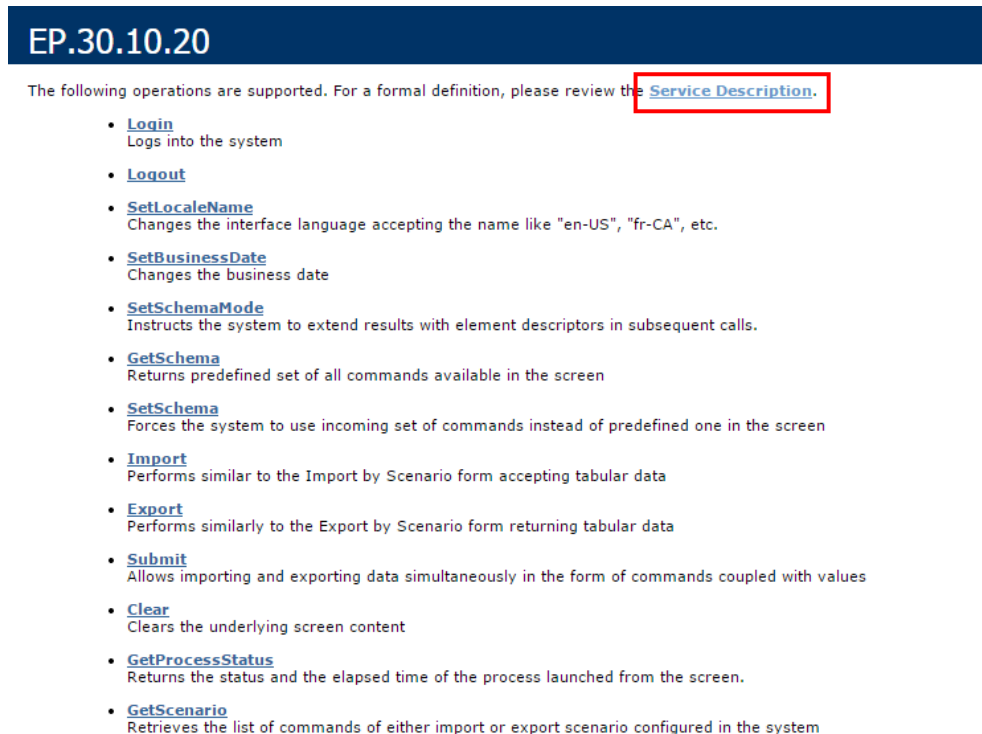 EP.30.10.20
The following operations are supported. For a formal definition, please review the Service Description.
• Login
Logs into the system
• Logout
• SetLocaleName
Changes the interface language accepting the name like "en-US", "fr-CA", etc.
• SetBusinessDate
Changes the business date
• SetSchemaMode
Instructs the system to extend results with element descriptors in subsequent calls.
• GetSchema
Returns predefined set of all commands available in the screen
• SetSchema
Forces the system to use incoming set of commands instead of predefined one in the screen
• Import
Performs similar to the Import by Scenario form accepting tabular data
• Export
Performs similarly to the Export by Scenario form returning tabular data
• Submit
Allows importing and exporting data simultaneously in the form of commands coupled with values
• Clear
Clears the underlying screen content
• GetProcessStatus
Returns the status and the elapsed time of the process launched from the screen.
• GetScenario
Retrieves the list of commands of either import or export scenario configured in the system